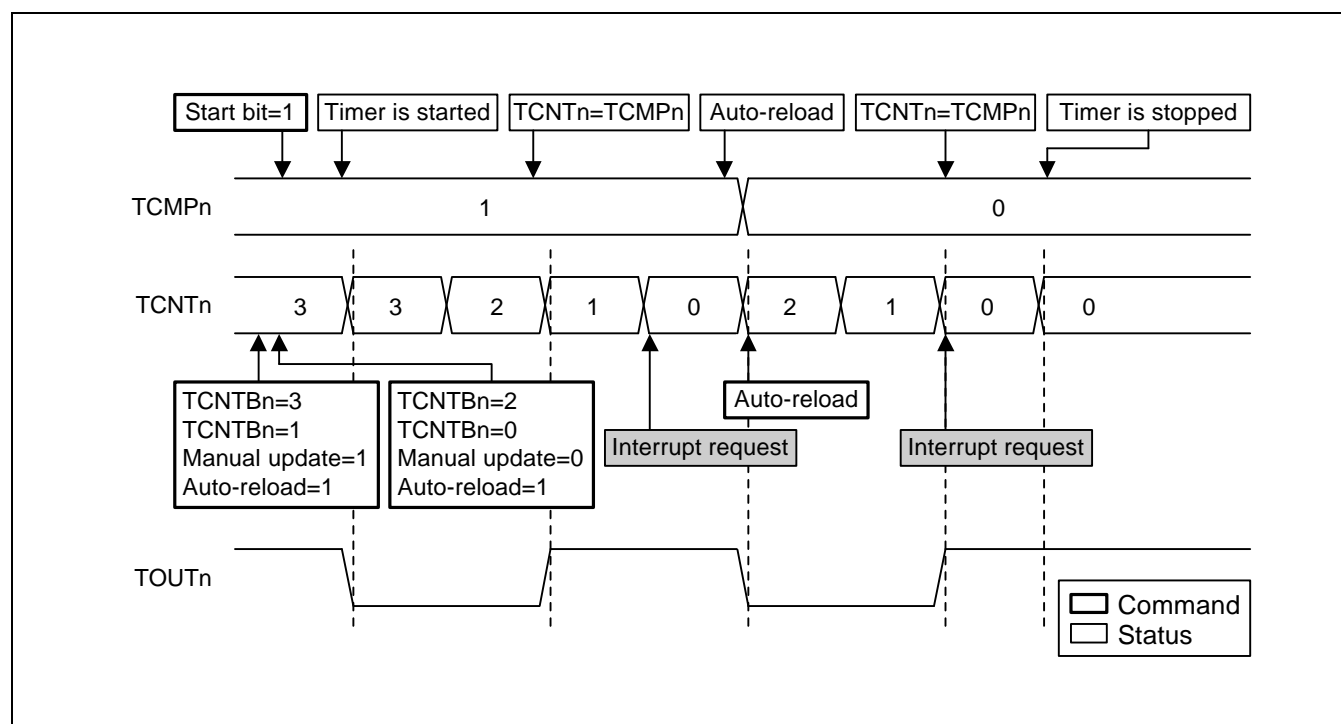 Start bit=1
Timer is started
TCNTn=TCMPn
Auto-reload
TCNTn=TCMPn
Timer is stopped
TCMPn
1
0
TCNTn
3
3
2
1
0
2
1
0
0
TCNTBn=3
TCNTBn=1
Manual update=1
Auto-reload=1
TCNTBn=2
TCNTBn=0
Manual update=0
Auto-reload=1
Interrupt request
Auto-reload
Interrupt request
TOUTn
Command
Status